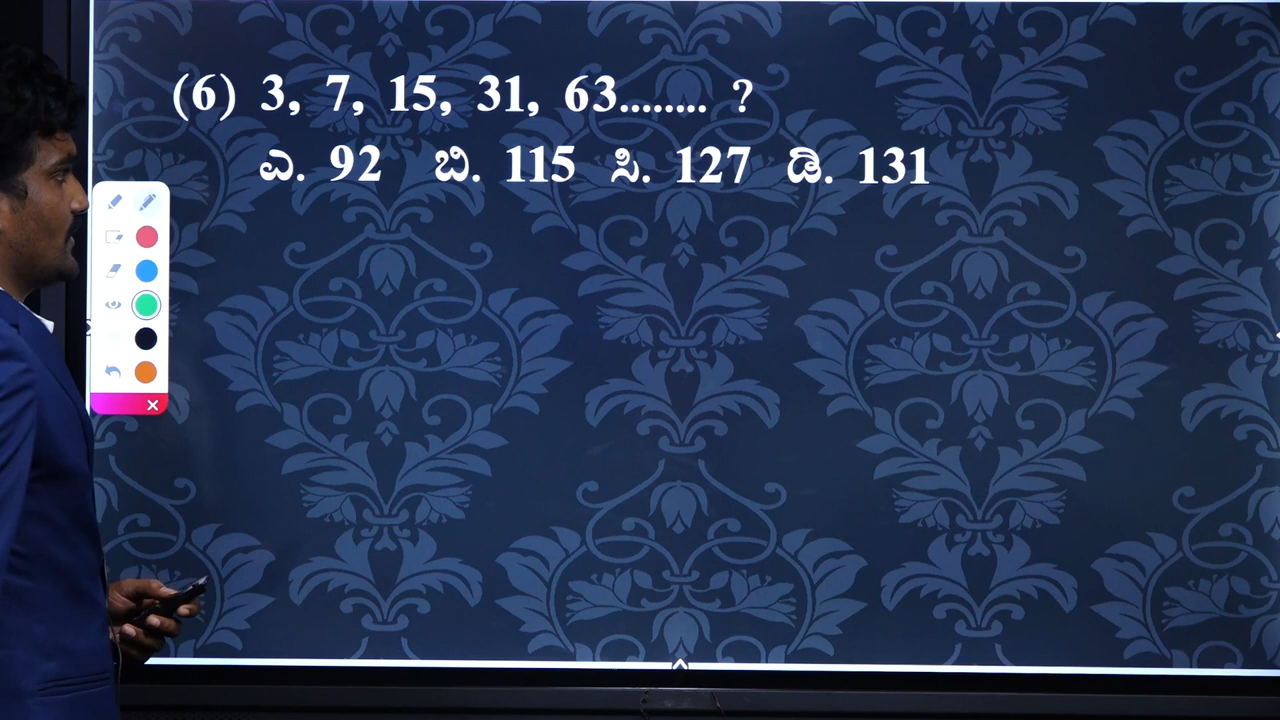 (6) 3, 7, 15, 31, 63........ ?
ಎ. 92 ಬಿ. 115 ಸಿ. 127 ಡಿ. 131